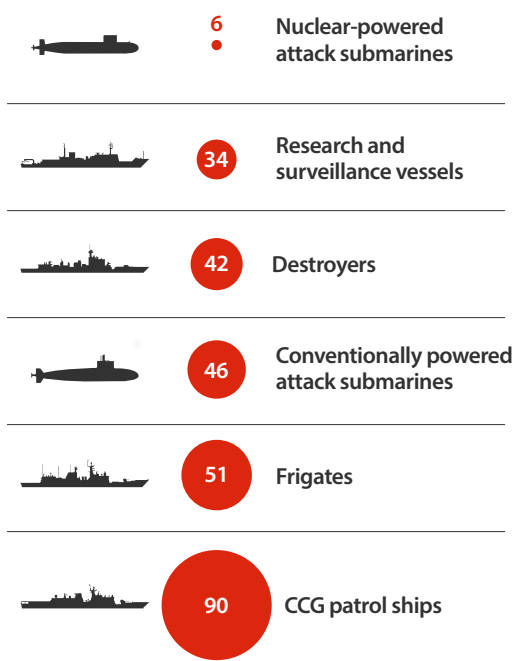 6
Nuclear-powered
attack submarines
34
Research and
surveillance vessels
42
Destroyers
46
Conventionally powered
attack submarines
51
Frigates
90
CCG patrol ships